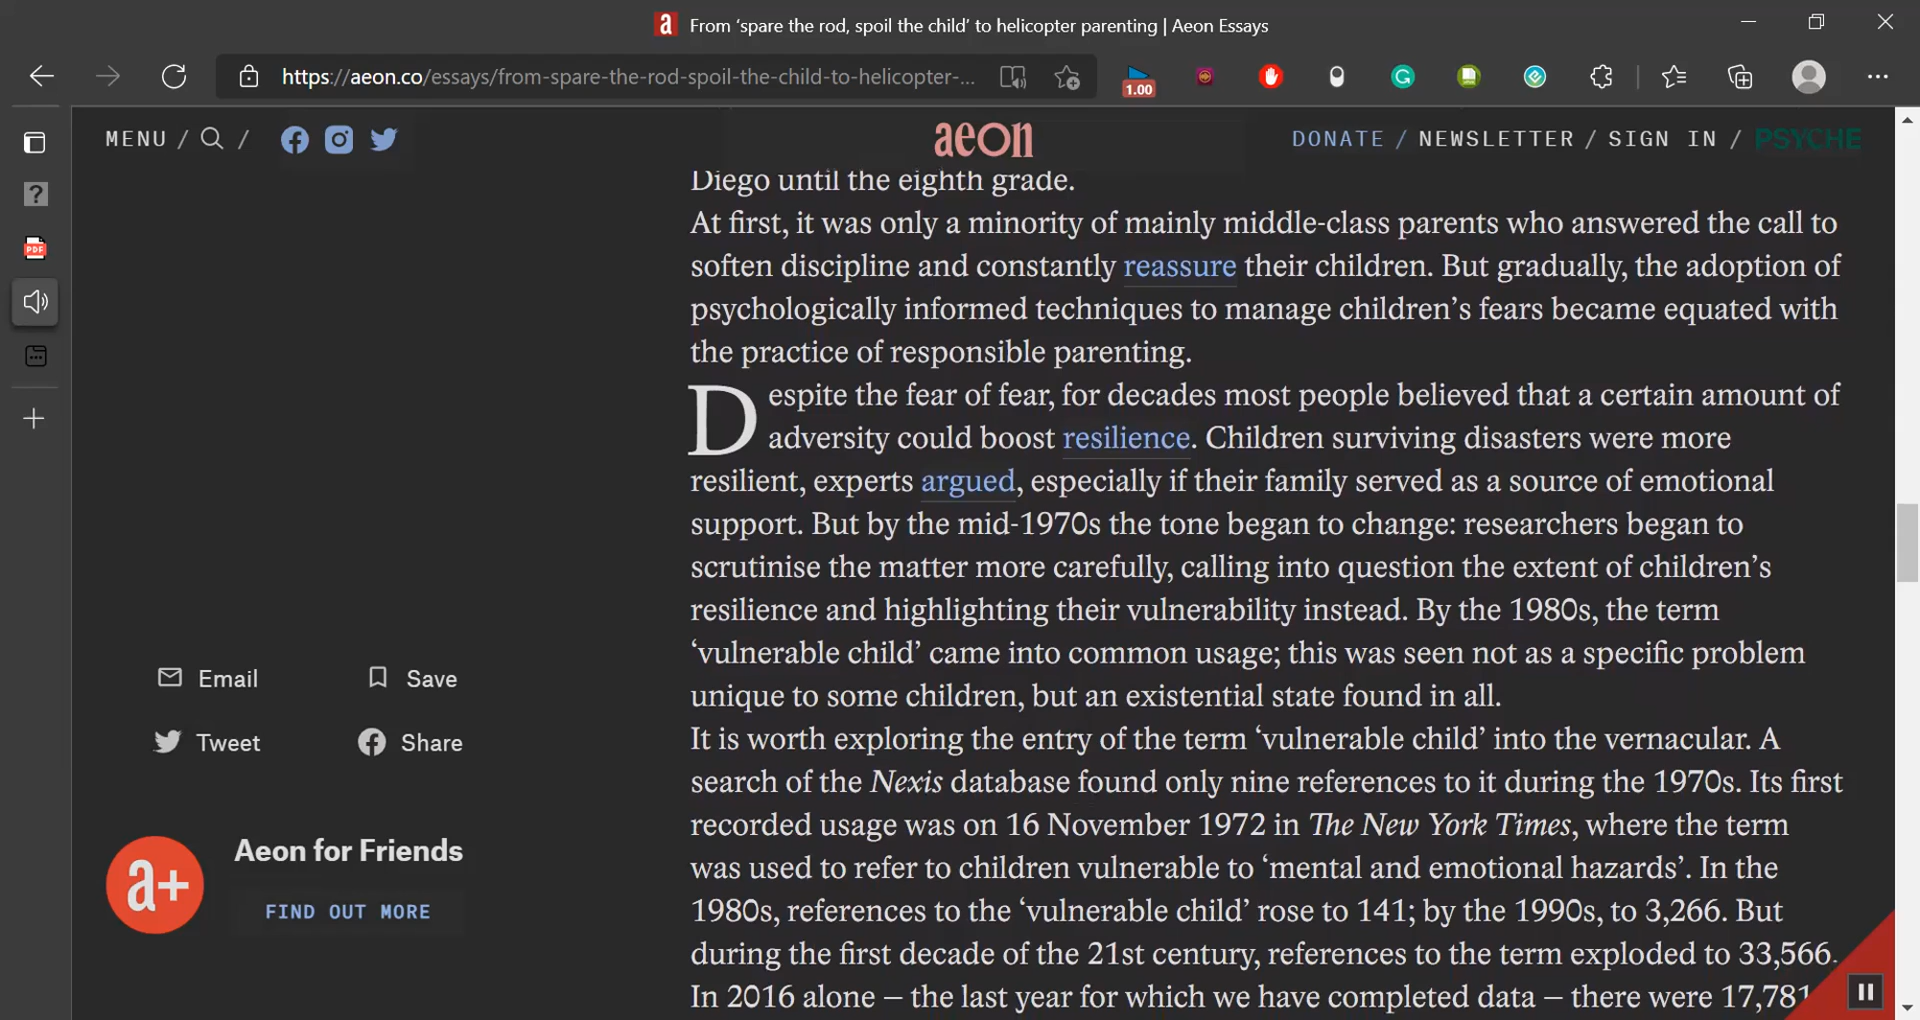 From ‘spare the rod, spoil the child’ to helicopter parenting | Aeon Essays
https://aeon.co/essays/from-spare-the-rod-spoil-the-child-to-helicopter-...
1.00
MENU / /
aeon
DONATE / NEWSLETTER / SIGN IN / PSYCHE
Diego until the eighth grade.
At first, it was only a minority of mainly middle-class parents who answered the call to
soften discipline and constantly reassure their children. But gradually, the adoption of
psychologically informed techniques to manage children’s fears became equated with
the practice of responsible parenting.
Despite the fear of fear, for decades most people believed that a certain amount of
adversity could boost resilience. Children surviving disasters were more
resilient, experts argued, especially if their family served as a source of emotional
support. But by the mid-1970s the tone began to change: researchers began to
scrutinise the matter more carefully, calling into question the extent of children’s
resilience and highlighting their vulnerability instead. By the 1980s, the term
‘vulnerable child’ came into common usage; this was seen not as a specific problem
unique to some children, but an existential state found in all.
It is worth exploring the entry of the term ‘vulnerable child’ into the vernacular. A
search of the Nexis database found only nine references to it during the 1970s. Its first
recorded usage was on 16 November 1972 in The New York Times, where the term
was used to refer to children vulnerable to ‘mental and emotional hazards’. In the
1980s, references to the ‘vulnerable child’ rose to 141; by the 1990s, to 3,266. But
during the first decade of the 21st century, references to the term exploded to 33,566.
In 2016 alone – the last year for which we have completed data – there were 17,781
PDF
Email
Save
Tweet
Share
a+
Aeon for Friends
FIND OUT MORE